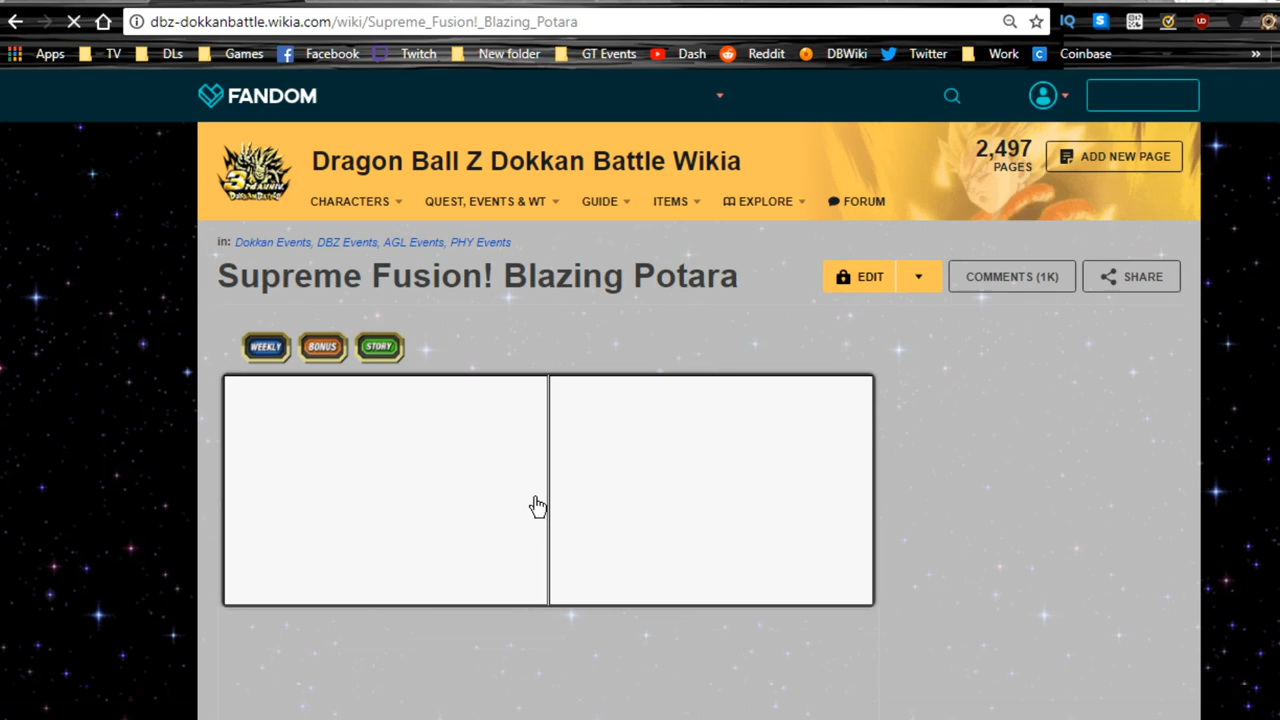 dbz-dokkanbattle.wikia.com/wiki/Supreme_Fusion!_Blazing_Potara
IQ S
Apps TV DLs Games Facebook Twitch New folder GT Events Dash Reddit DBWiki Twitter Work Coinbase »
FANDOM
Dragon Ball Z Dokkan Battle Wikia
2,497
PAGES
ADD NEW PAGE
CHARACTERS QUEST, EVENTS & WT GUIDE ITEMS EXPLORE FORUM
in: Dokkan Events, DBZ Events, AGL Events, PHY Events
Supreme Fusion! Blazing Potara
EDIT COMMENTS (1K) SHARE
WEEKLY BONUS STORY